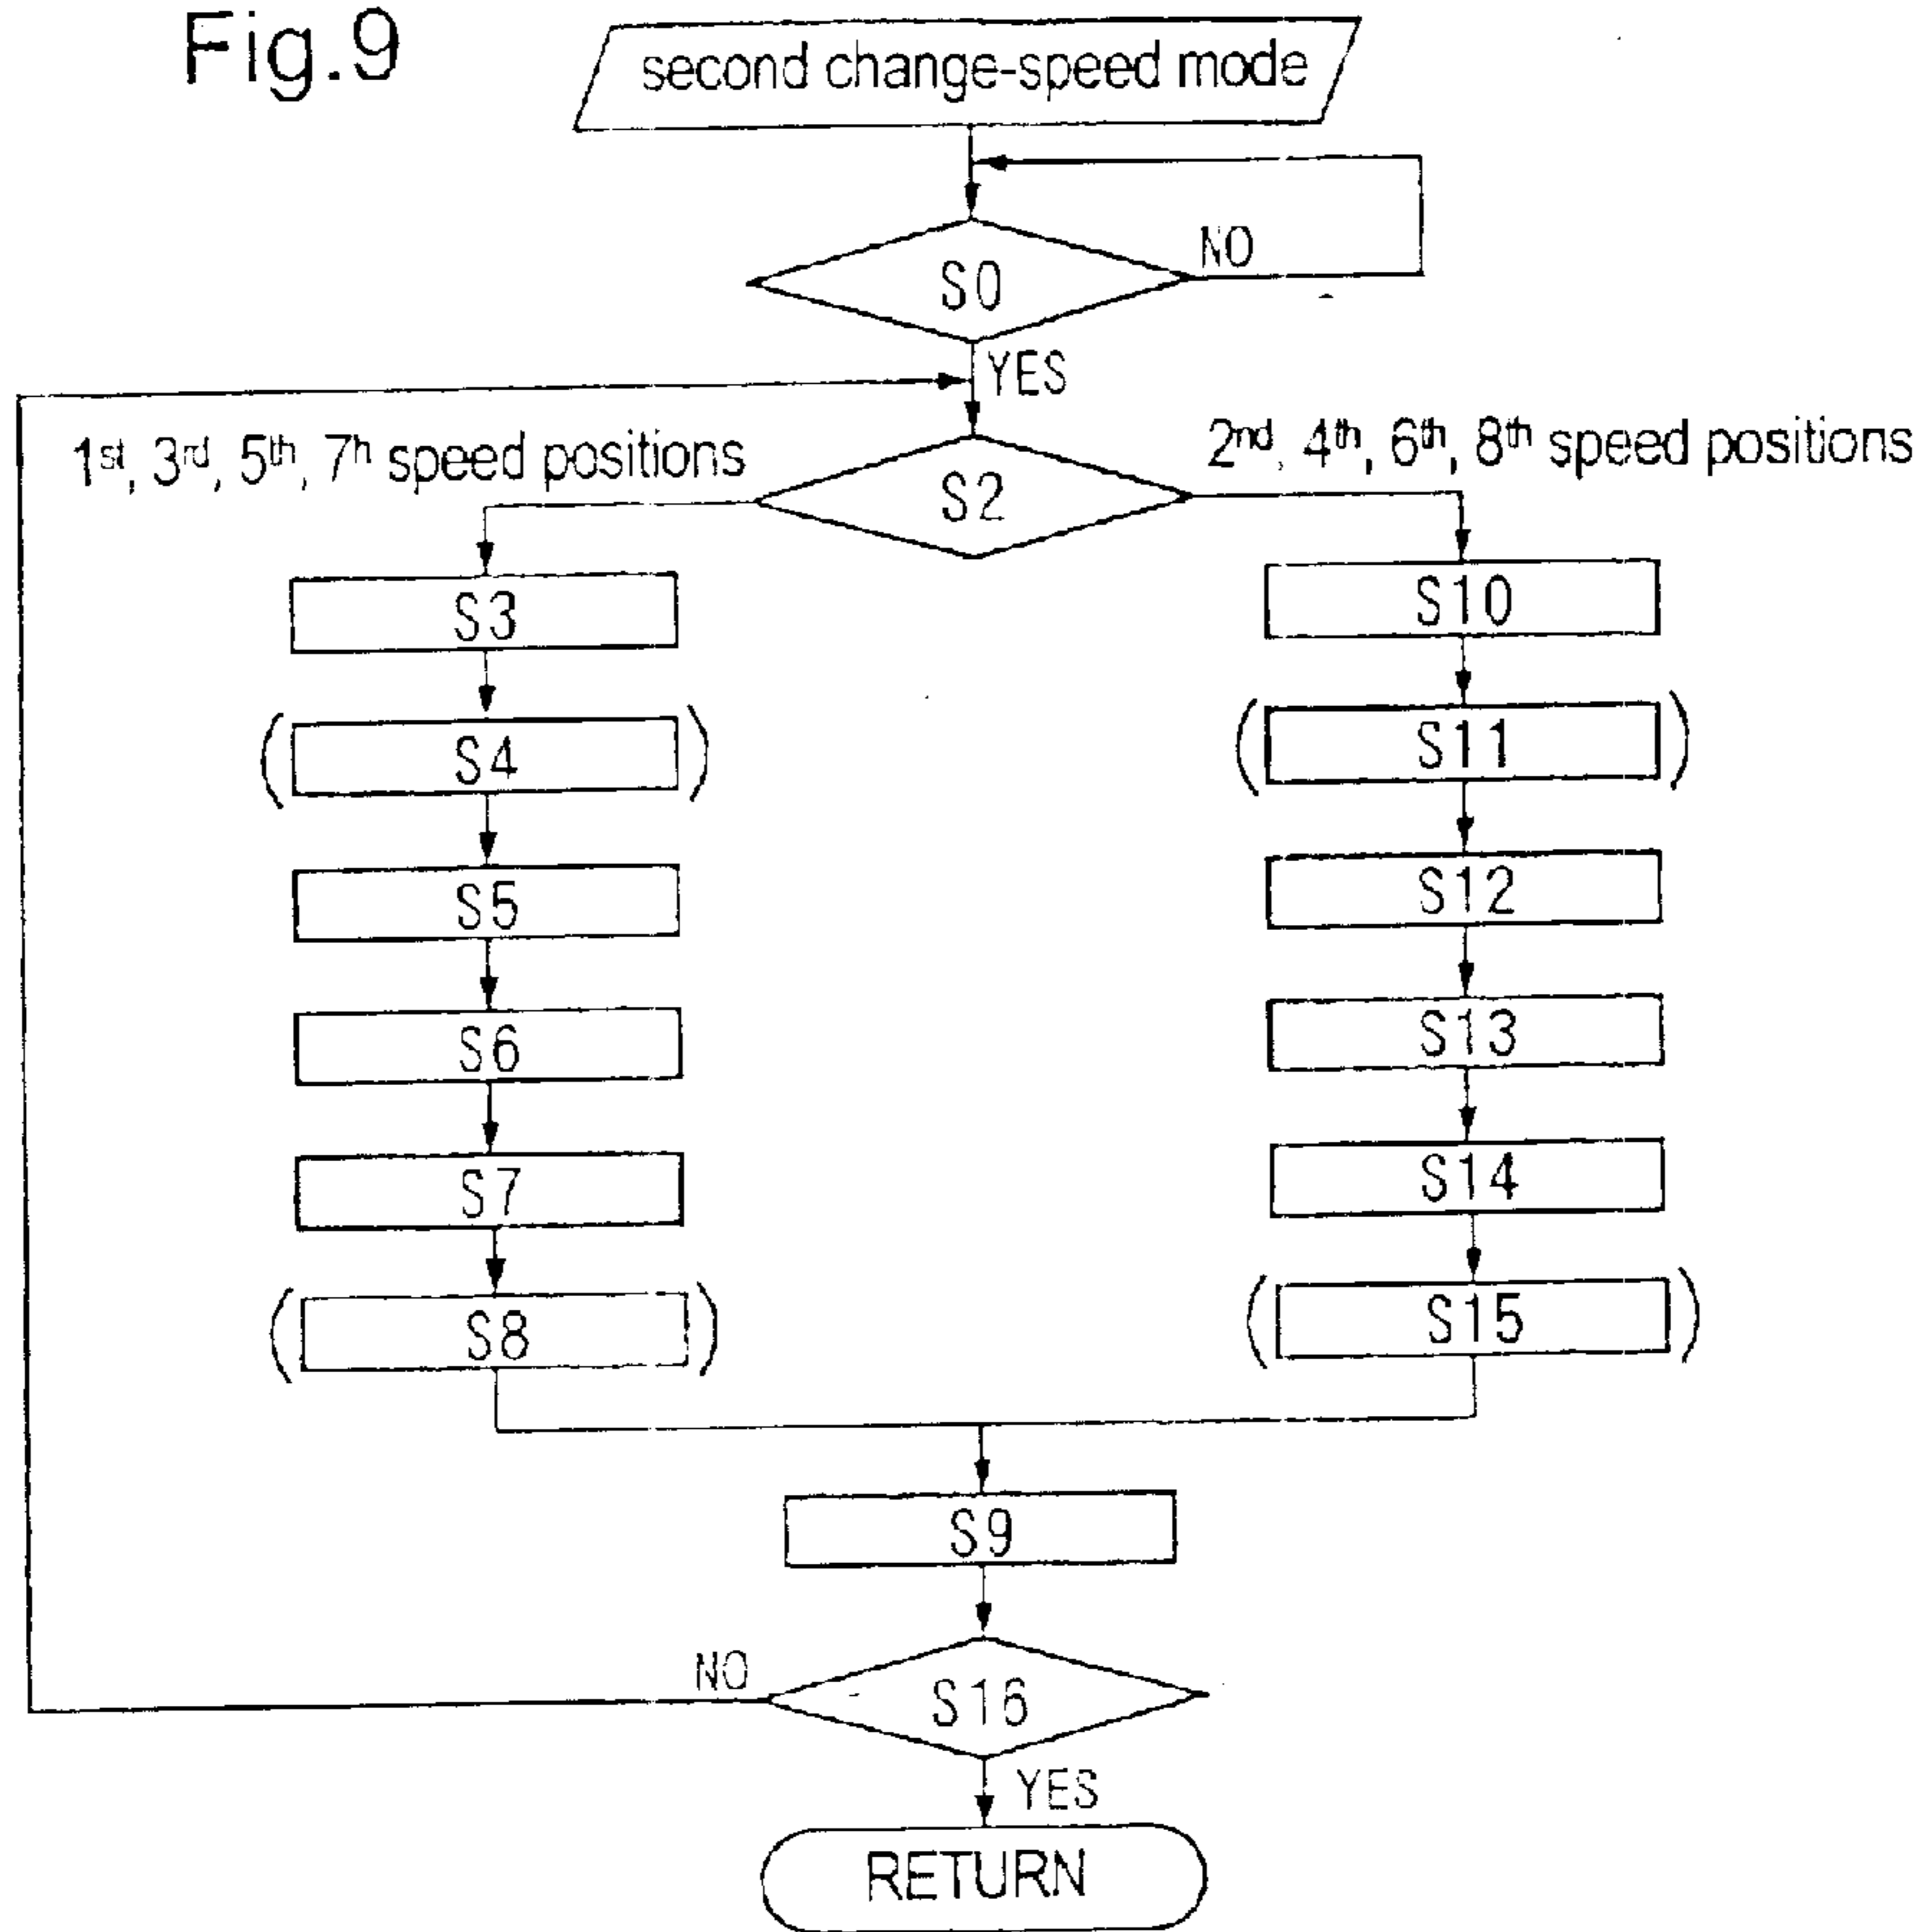 Fig.9
second change-speed mode
NO
S0
YES
1st, 3rd, 5th, 7h speed positions
2nd, 4th, 6th, 8th speed positions
S2
S3
S10
(S4)
(S11)
S5
S12
S6
S13
S7
S14
(S8)
(S15)
S9
NO
S16
YES
RETURN